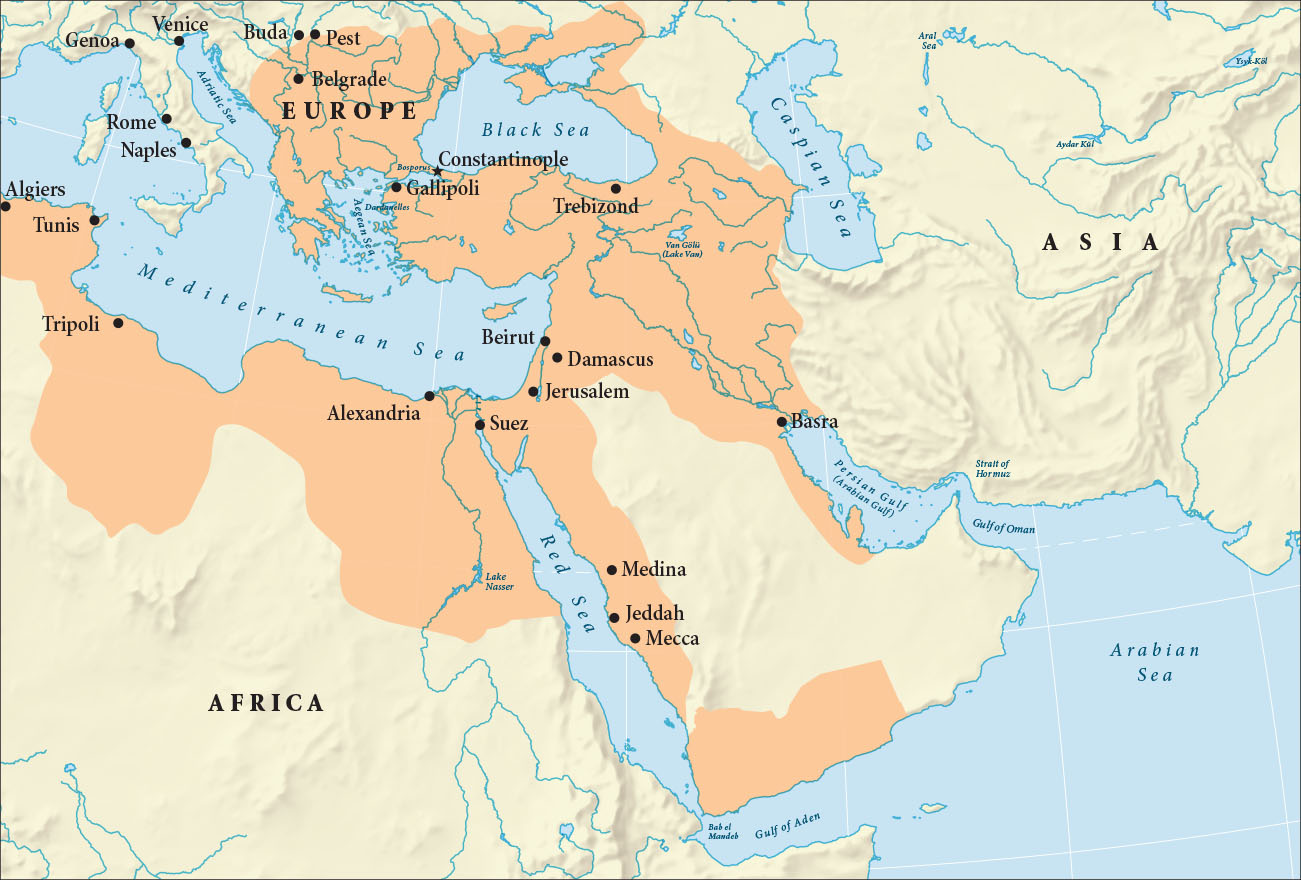 Venice
Genoa
Buda
Pest
Belgrade
EUROPE
Adriatic Sea
Rome
Naples
Algiers
Tunis
Black Sea
Bosporus
Constantinople
Gallipoli
Dardanelles
Aegean Sea
Trebizond
Van Gölü
(Lake Van)
Caspian Sea
Aral
Sea
Ysyk-Köl
Aydar Kūl
ASIA
Mediterranean Sea
Tripoli
Beirut
Damascus
Jerusalem
Alexandria
Suez
Basra
Persian Gulf
(Arabian Gulf)
Strait of
Hormuz
Gulf of Oman
Red Sea
Lake
Nasser
Medina
Jeddah
Mecca
AFRICA
Arabian
Sea
Bab el
Mandeb
Gulf of Aden